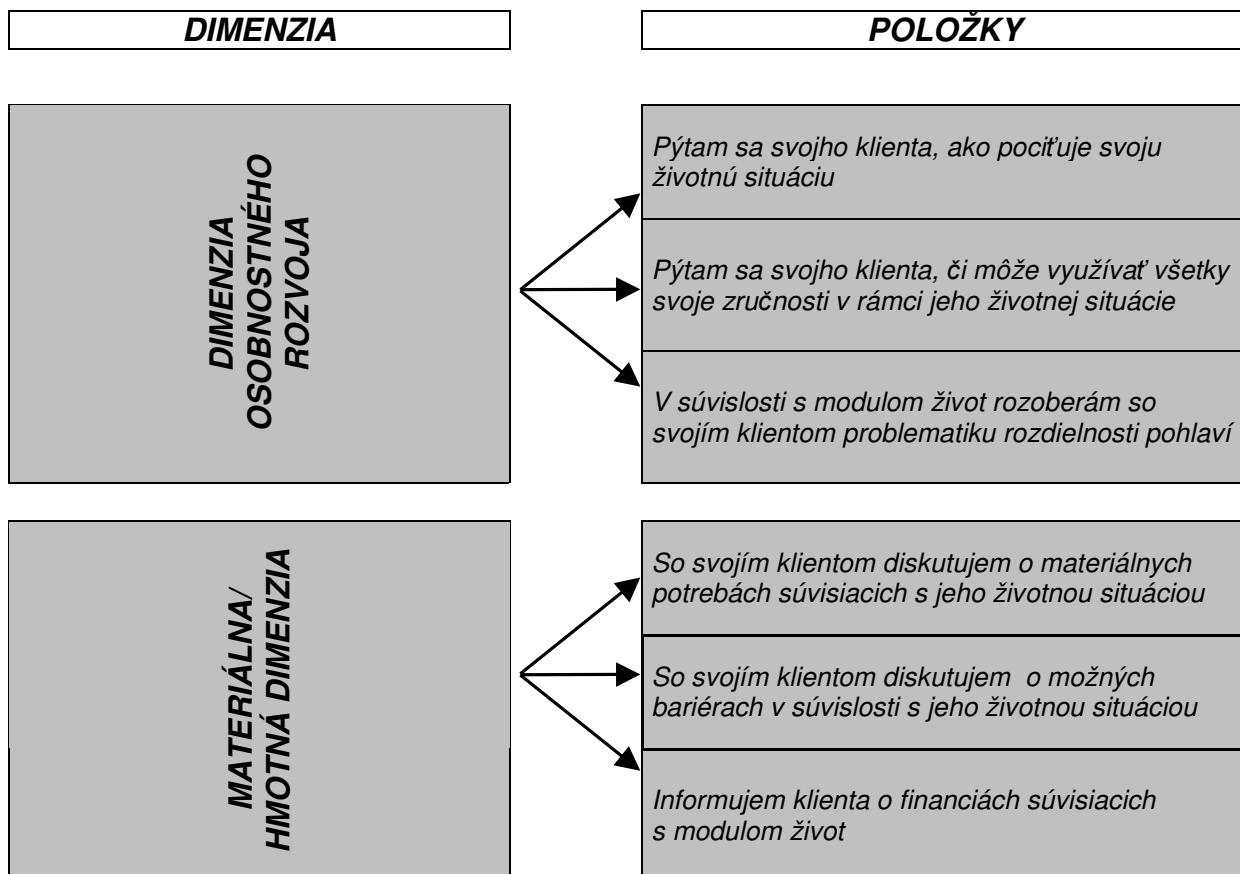 DIMENZIA
POLOŽKY
DIMENZIA
OSOBNOSTNÉHO
ROZVOJA
Pýtam sa svojho klienta, ako pociťuje svoju
životnú situáciu
Pýtam sa svojho klienta, či môže využívať všetky
svoje zručnosti v rámci jeho životnej situácie
V súvislosti s modulom život rozoberám so
svojím klientom problematiku rozdielnosti pohlaví
MATERIÁLNA/
HMOTNÁ DIMENZIA
So svojím klientom diskutujem o materiálnych
potrebách súvisiacich s jeho životnou situáciou
So svojím klientom diskutujem o možných
bariérach v súvislosti s jeho životnou situáciou
Informujem klienta o financiách súvisiacich
s modulom život